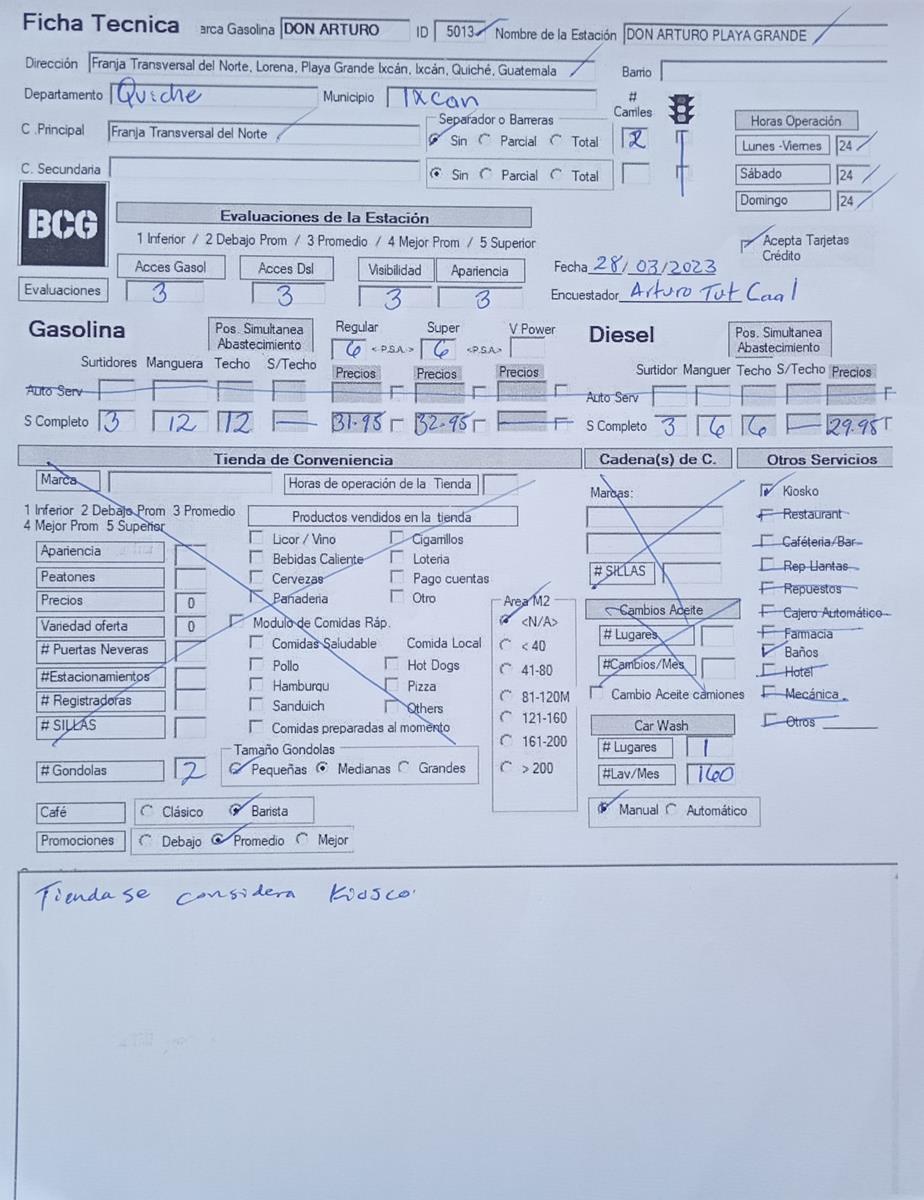 Ficha Tecnica arca Gasolina DON ARTURO ID 5013 Nombre de la Estación DON ARTURO PLAYA GRANDE
Dirección Franja Transversal del Norte, Lorena, Playa Grande Ixcán, Ixcán, Quiché, Guatemala Barrio
Departamento Quiche Municipio Ixcan # Carriles
C .Principal Franja Transversal del Norte Separador o Barreras Sin Parcial Total 2
Horas Operación
Lunes -Viernes 24
C. Secundaria Sin Parcial Total
Sábado 24
Domingo 24
BCG
Evaluaciones de la Estación
1 Inferior / 2 Debajo Prom / 3 Promedio / 4 Mejor Prom / 5 Superior
Acepta Tarjetas Crédito
Acces Gasol Acces Dsl Visibilidad Apariencia
Fecha 28/03/2023
Evaluaciones 3 3 3 3
Encuestador Arturo Tut Caal
Gasolina Pos. Simultanea Abastecimiento Regular Super V Power
6 <P.S.A.> 6 <P.S.A.>
Surtidores Manguera Techo S/Techo Precios Precios Precios
Auto Serv
S Completo 3 12 12 — 31.95 32.95 —
Diesel Pos. Simultanea Abastecimiento
Surtidor Manguer Techo S/Techo Precios
Auto Serv
S Completo 3 6 6 — 29.95
Tienda de Conveniencia
Marca Horas de operación de la Tienda
1 Inferior 2 Debajo Prom 3 Promedio
4 Mejor Prom 5 Superior
Productos vendidos en la tienda
Apariencia
Peatones
Precios 0
Variedad oferta 0
# Puertas Neveras
#Estacionamientos
# Registradoras
# SILLAS
# Gondolas 2
Licor / Vino Cigarrillos
Bebidas Caliente Loteria
Cervezas Pago cuentas
Panaderia Otro
Modulo de Comidas Ráp.
Comidas Saludable Comida Local
Pollo Hot Dogs
Hamburqu Pizza
Sanduich Others
Comidas preparadas al momento
Tamaño Gondolas
Pequeñas Medianas Grandes
Area M2
<N/A>
< 40
41-80
81-120M
121-160
161-200
> 200
Café Clásico Barista
Promociones Debajo Promedio Mejor
Cadena(s) de C.
Marcas:
# SILLAS
Cambios Aceite
# Lugares
#Cambios/Mes
Cambio Aceite camiones
Car Wash
# Lugares 1
#Lav/Mes 160
Manual Automático
Otros Servicios
Kiosko
Restaurant
Caféteria/Bar
Rep Llantas
Repuestos
Cajero Automático
Farmacia
Baños
Hotel
Mecánica
Otros
Tienda se considera Kiosco